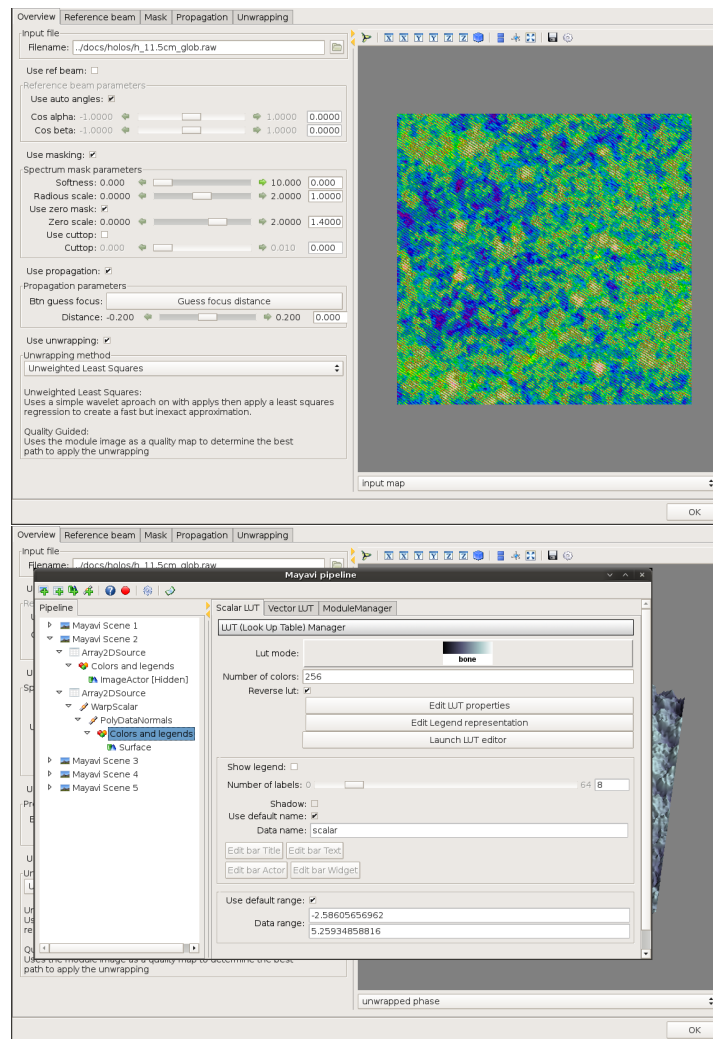 Overview Reference beam Mask Propagation Unwrapping
Input file
Filename: ../docs/holos/h_11.5cm_glob.raw
Use ref beam:
Reference beam parameters
Use auto angles:
Cos alpha: -1.0000 1.0000 0.0000
Cos beta: -1.0000 1.0000 0.0000
Use masking:
Spectrum mask parameters
Softness: 0.000 10.000 0.000
Radious scale: 0.0000 2.0000 1.0000
Use zero mask:
Zero scale: 0.0000 2.0000 1.4000
Use cuttop:
Cuttop: 0.000 0.010 0.000
Use propagation:
Propagation parameters
Btn guess focus: Guess focus distance
Distance: -0.200 0.200 0.000
Use unwrapping:
Unwrapping method
Unweighted Least Squares
Unweighted Least Squares:
Uses a simple wavelet aproach on with applys then apply a least squares
regression to create a fast but inexact approximation.
Quality Guided:
Uses the module image as a quality map to determine the best
path to apply the unwrapping
X X Y Y Z Z
input map
OK
Overview Reference beam Mask Propagation Unwrapping
Input file
Filename: ../docs/holos/h_11.5cm_glob.raw
X X Y Y Z Z
Mayavi pipeline
Pipeline
Mayavi Scene 1
Mayavi Scene 2
Array2DSource
Colors and legends
ImageActor [Hidden]
Array2DSource
WarpScalar
PolyDataNormals
Colors and legends
Surface
Mayavi Scene 3
Mayavi Scene 4
Mayavi Scene 5
Scalar LUT Vector LUT ModuleManager
LUT (Look Up Table) Manager
Lut mode: bone
Number of colors: 256
Reverse lut:
Edit LUT properties
Edit Legend representation
Launch LUT editor
Show legend:
Number of labels: 0 64 8
Shadow:
Use default name:
Data name: scalar
Edit bar Title Edit bar Text
Edit bar Actor Edit bar Widget
Use default range:
Data range: -2.58605656962
5.25934858816
Uses the module image as a quality map to determine the best
path to apply the unwrapping
unwrapped phase
OK